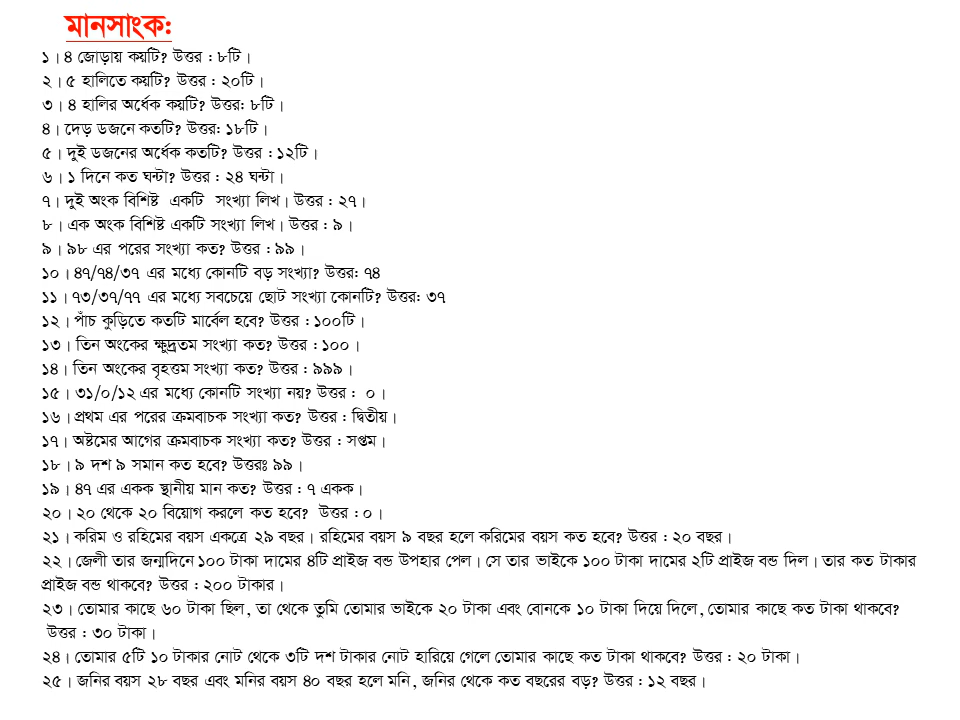 মানসাংক:
১। ৪ জোড়ায় কয়টি? উত্তর : ৮টি।
২। ৫ হালিতে কয়টি? উত্তর : ২০টি।
৩। ৪ হালির অর্ধেক কয়টি? উত্তর: ৮টি।
৪। দেড় ডজনে কতটি? উত্তর: ১৮টি।
৫। দুই ডজনের অর্ধেক কতটি? উত্তর : ১২টি।
৬। ১ দিনে কত ঘন্টা? উত্তর : ২৪ ঘন্টা।
৭। দুই অংক বিশিষ্ট একটি সংখ্যা লিখ। উত্তর : ২৭।
৮। এক অংক বিশিষ্ট একটি সংখ্যা লিখ। উত্তর : ৯।
৯। ৯৮ এর পরের সংখ্যা কত? উত্তর : ৯৯।
১০। ৪৭/৭৪/৩৭ এর মধ্যে কোনটি বড় সংখ্যা? উত্তর: ৭৪
১১। ৭৩/৩৭/৭৭ এর মধ্যে সবচেয়ে ছোট সংখ্যা কোনটি? উত্তর: ৩৭
১২। পাঁচ কুড়িতে কতটি মার্বেল হবে? উত্তর : ১০০টি।
১৩। তিন অংকের ক্ষুদ্রতম সংখ্যা কত? উত্তর : ১০০।
১৪। তিন অংকের বৃহত্তম সংখ্যা কত? উত্তর : ৯৯৯।
১৫। ৩১/০/১২ এর মধ্যে কোনটি সংখ্যা নয়? উত্তর : ০।
১৬। প্রথম এর পরের ক্রমবাচক সংখ্যা কত? উত্তর : দ্বিতীয়।
১৭। অষ্টমের আগের ক্রমবাচক সংখ্যা কত? উত্তর : সপ্তম।
১৮। ৯ দশ ৯ সমান কত হবে? উত্তরঃ ৯৯।
১৯। ৪৭ এর একক স্থানীয় মান কত? উত্তর : ৭ একক।
২০। ২০ থেকে ২০ বিয়োগ করলে কত হবে? উত্তর : ০।
২১। করিম ও রহিমের বয়স একত্রে ২৯ বছর। রহিমের বয়স ৯ বছর হলে করিমের বয়স কত হবে? উত্তর : ২০ বছর।
২২। জেলী তার জন্মদিনে ১০০ টাকা দামের ৪টি প্রাইজ বন্ড উপহার পেল। সে তার ভাইকে ১০০ টাকা দামের ২টি প্রাইজ বন্ড দিল। তার কত টাকার
প্রাইজ বন্ড থাকবে? উত্তর : ২০০ টাকার।
২৩। তোমার কাছে ৬০ টাকা ছিল, তা থেকে তুমি তোমার ভাইকে ২০ টাকা এবং বোনকে ১০ টাকা দিয়ে দিলে, তোমার কাছে কত টাকা থাকবে?
উত্তর : ৩০ টাকা।
২৪। তোমার ৫টি ১০ টাকার নোট থেকে ৩টি দশ টাকার নোট হারিয়ে গেলে তোমার কাছে কত টাকা থাকবে? উত্তর : ২০ টাকা।
২৫। জনির বয়স ২৮ বছর এবং মনির বয়স ৪০ বছর হলে মনি, জনির থেকে কত বছরের বড়? উত্তর : ১২ বছর।